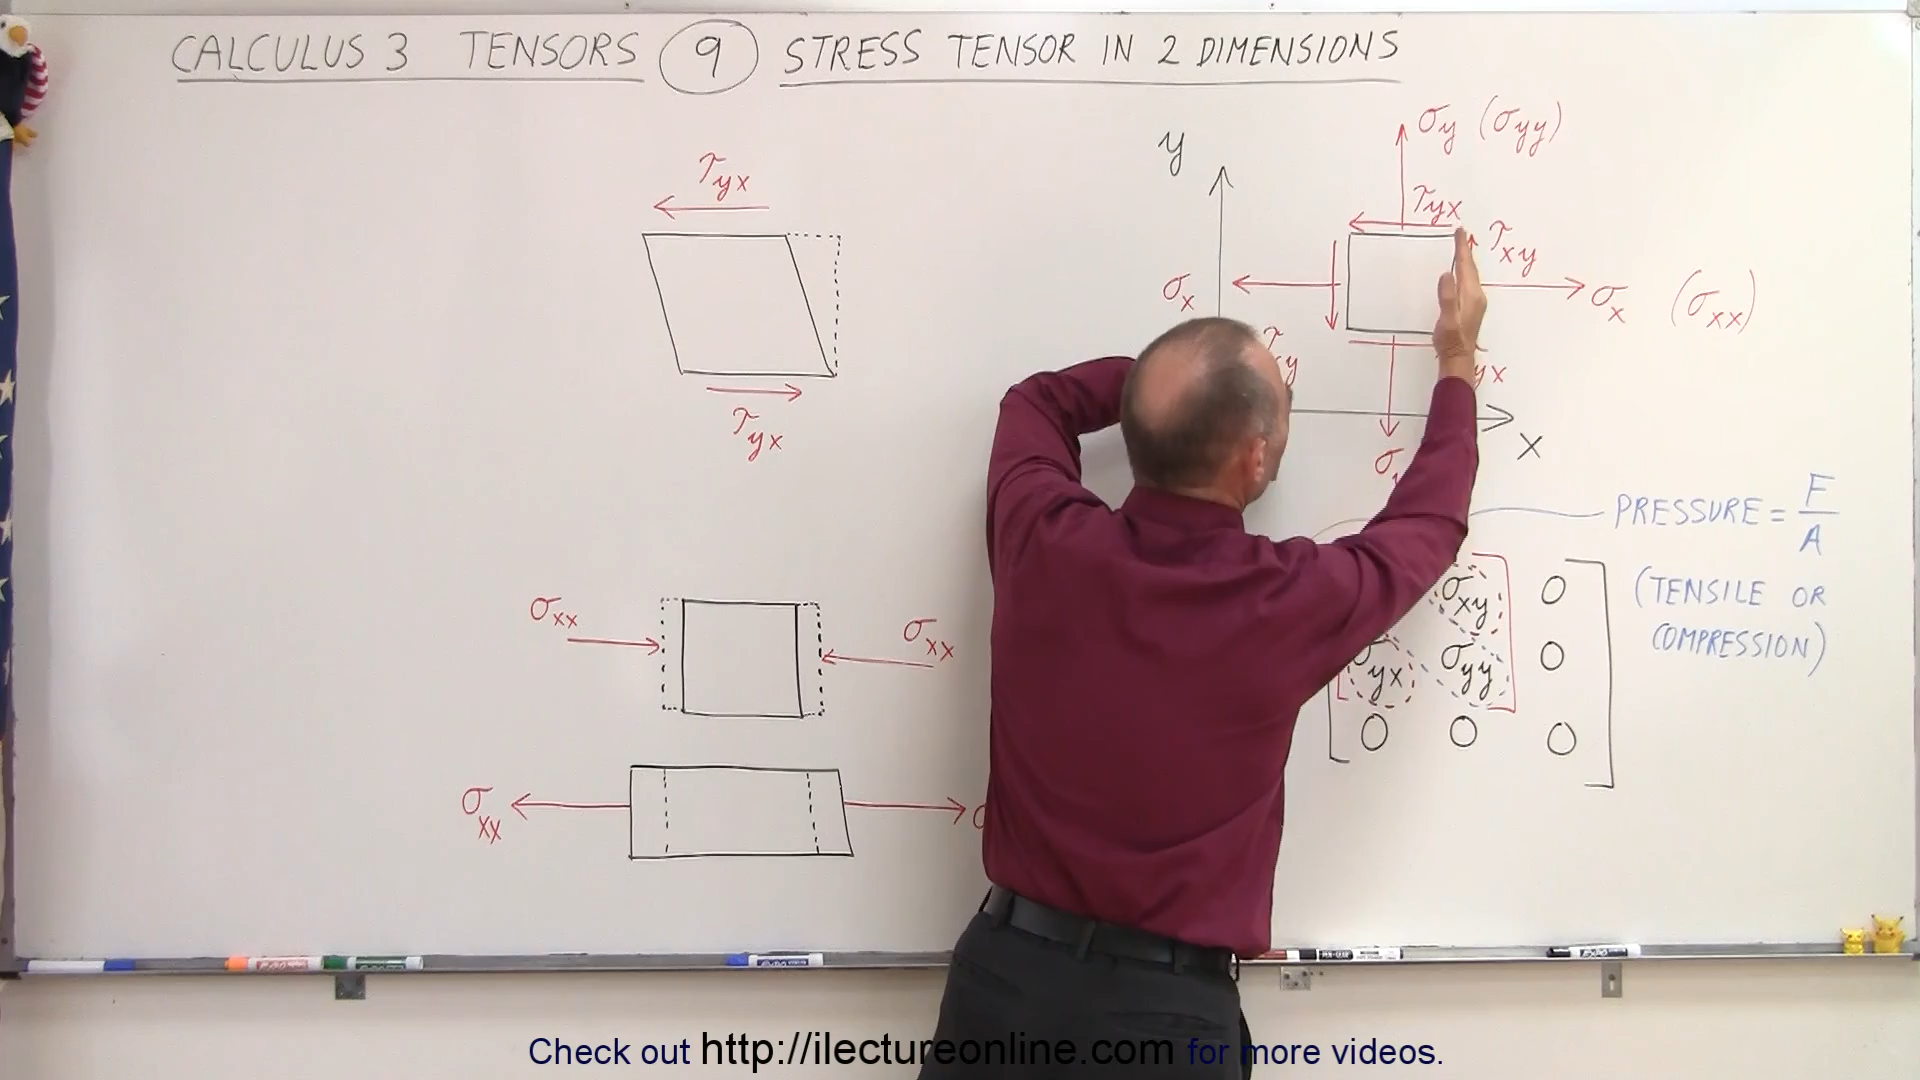 CALCULUS 3 TENSORS 9 STRESS TENSOR IN 2 DIMENSIONS
τyx
τyx
σxx
σxx
σxx
y
σy (σyy)
τyx
τxy
σx
σx (σxx)
x
PRESSURE = F/A
(TENSILE OR
COMPRESSION)
σxy 0
σyx σyy 0
0 0 0
EXPO
Check out http://ilectureonline.com for more videos.